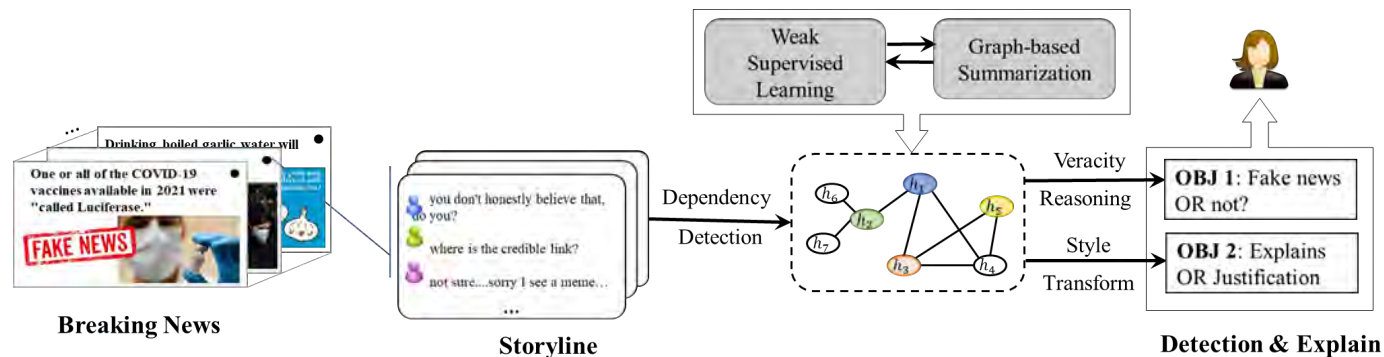 ...
Drinking boiled garlic water will
One or all of the COVID-19
vaccines available in 2021 were
"called Luciferase."
FAKE NEWS
Breaking News
you don't honestly believe that,
do you?
where is the credible link?
not sure....sorry I see a meme…
...
Storyline
Dependency
Detection
Weak
Supervised
Learning
Graph-based
Summarization
h1
h2
h3
h4
h5
h6
h7
Veracity
Reasoning
Style
Transform
OBJ 1: Fake news
OR not?
OBJ 2: Explains
OR Justification
Detection & Explain